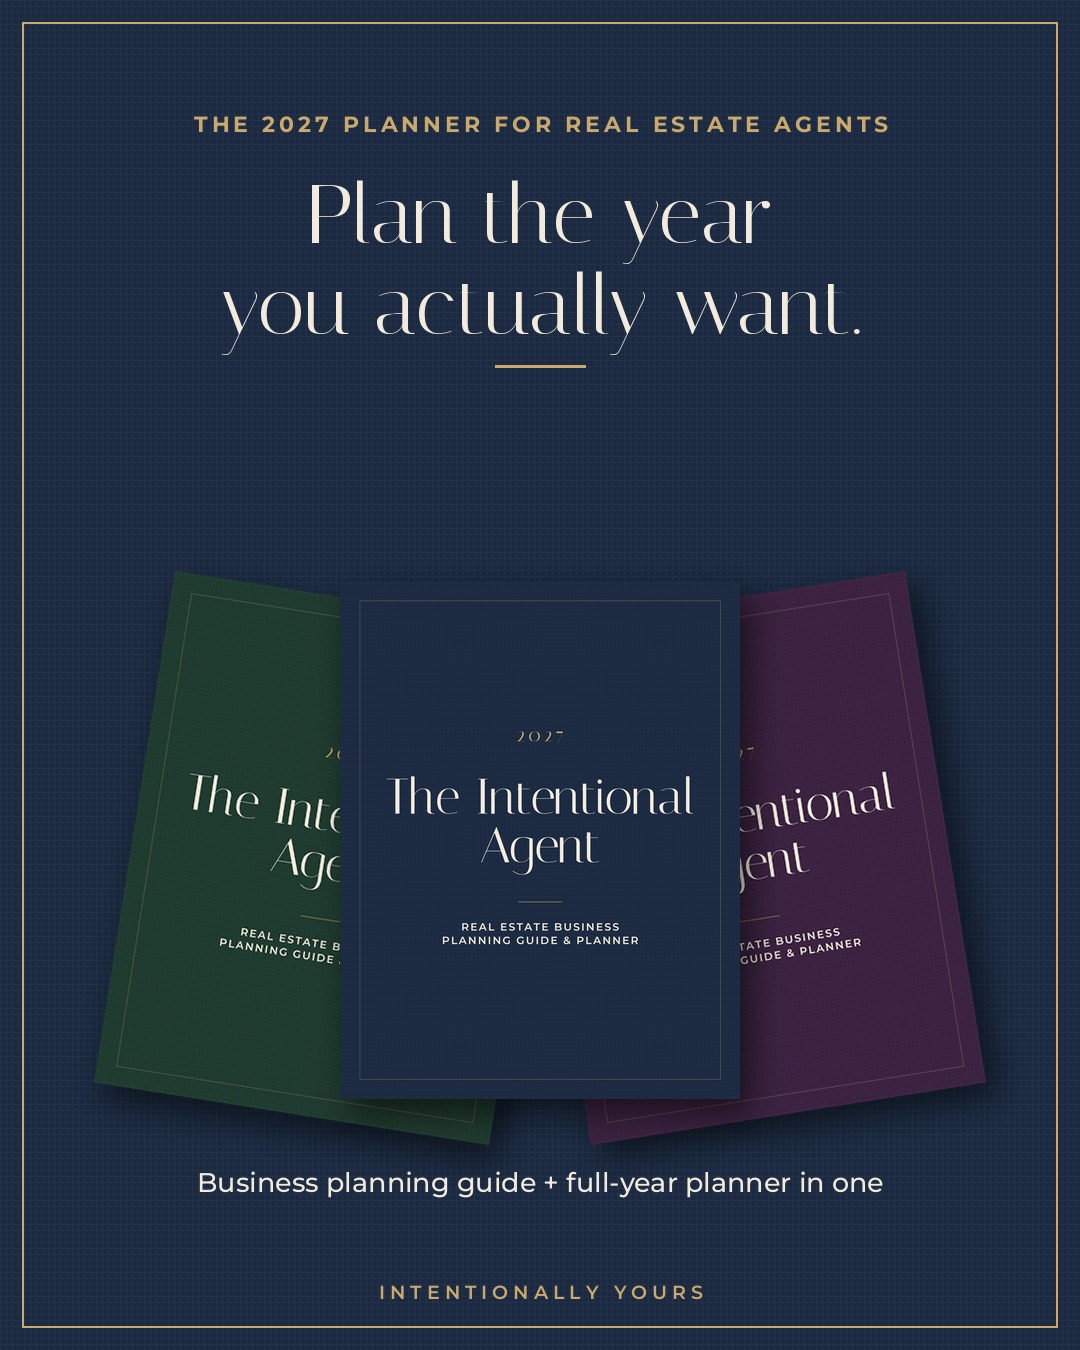 THE 2027 PLANNER FOR REAL ESTATE AGENTS
Plan the year
you actually want.
2027
The Intentional
Agent
REAL ESTATE BUSINESS
PLANNING GUIDE & PLANNER
Business planning guide + full-year planner in one
INTENTIONALLY YOURS